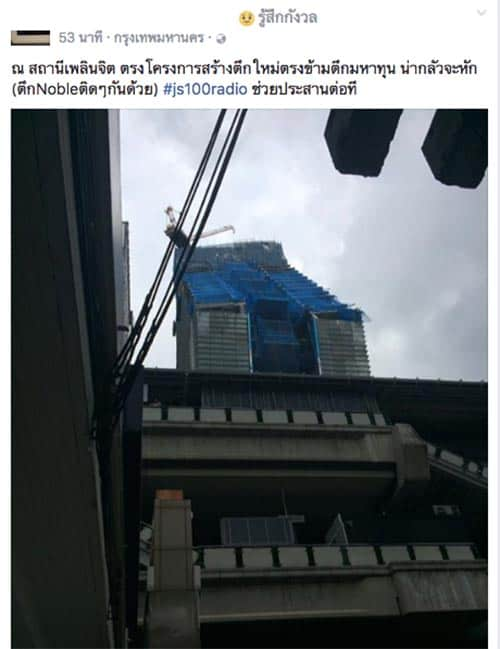 รู้สึกกังวล
53 นาที · กรุงเทพมหานคร ·
ณ สถานีเพลินจิต ตรงโครงการสร้างตึกใหม่ตรงข้ามตึกมหาทุน น่ากลัวจะหัก
(ตึกNobleติดๆกันด้วย) #js100radio ช่วยประสานต่อที